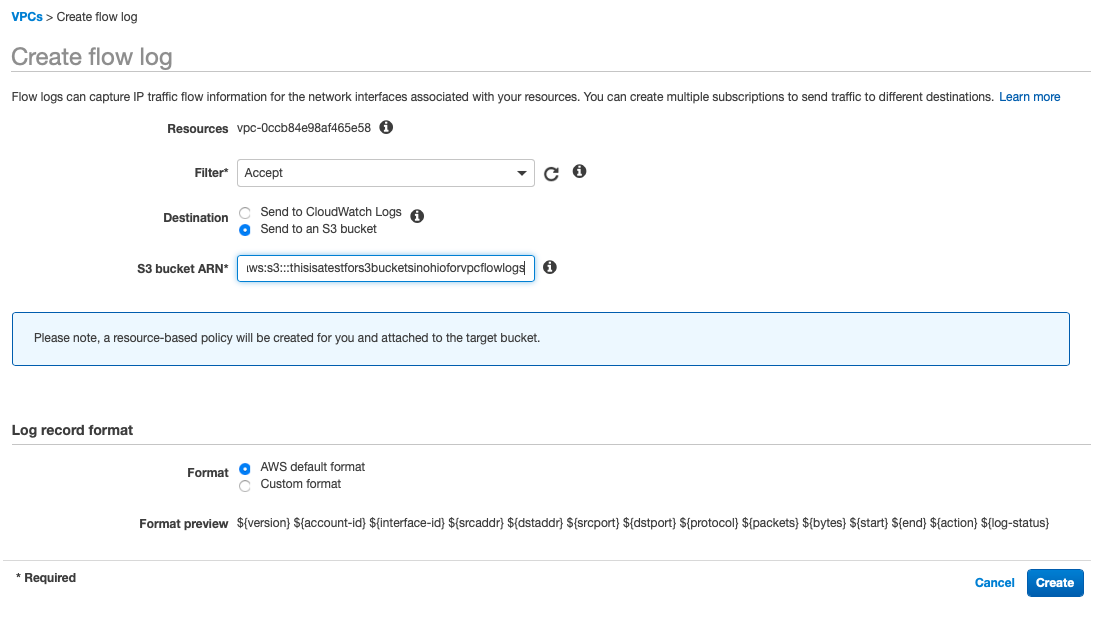 VPCs > Create flow log
Create flow log
Flow logs can capture IP traffic flow information for the network interfaces associated with your resources. You can create multiple subscriptions to send traffic to different destinations. Learn more
Resources vpc-0ccb84e98af465e58
Filter* Accept
Destination Send to CloudWatch Logs
Send to an S3 bucket
S3 bucket ARN* ws:s3:::thisisatestfors3bucketsinohioforvpcflowlogs
Please note, a resource-based policy will be created for you and attached to the target bucket.
Log record format
Format AWS default format
Custom format
Format preview ${version} ${account-id} ${interface-id} ${srcaddr} ${dstaddr} ${srcport} ${dstport} ${protocol} ${packets} ${bytes} ${start} ${end} ${action} ${log-status}
* Required
Cancel Create